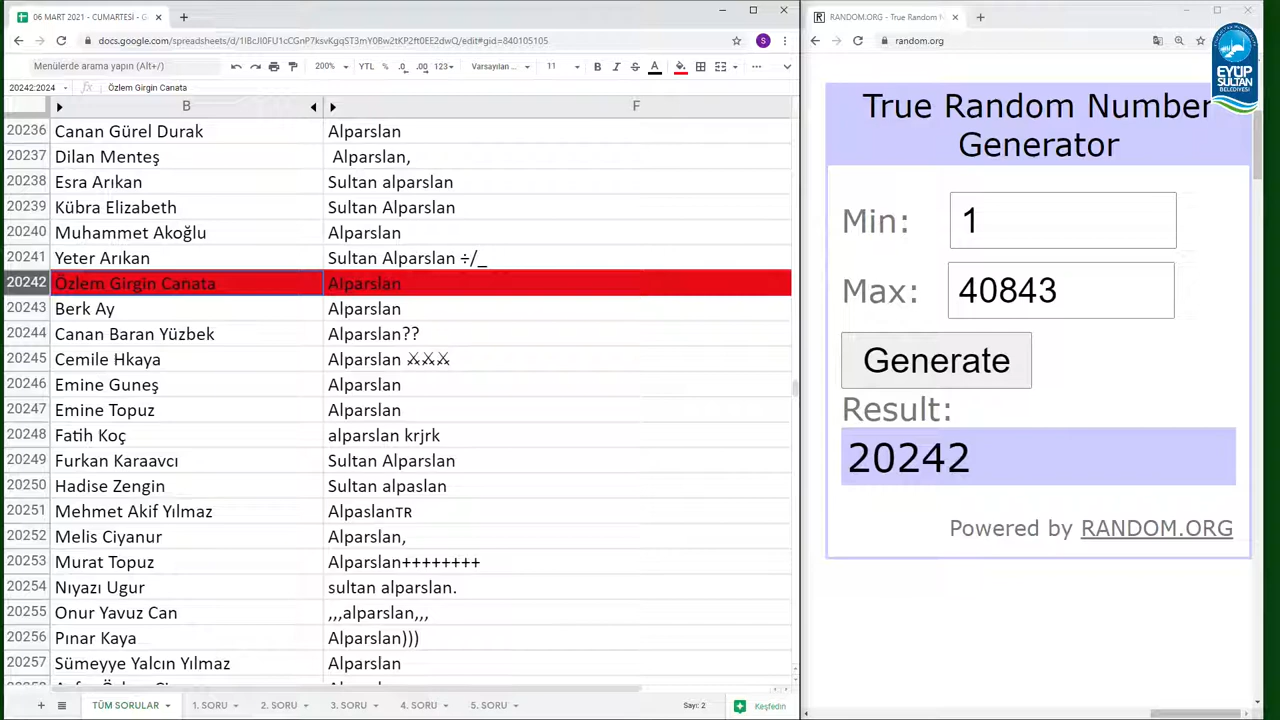 06 MART 2021 - CUMARTESİ - G
docs.google.com/spreadsheets/d/1IBcJI0FU1cCGnP7ksvKgqST3mY0Bw2tKP2ft0EE2dwQ/edit#gid=840105105
S
Menülerde arama yapın (Alt+/)
200%
YTL
%
.0
.00
123
Varsayılan ...
B
I
S
A
20242:2024
fx
Özlem Girgin Canata
B
F
20236 Canan Gürel Durak Alparslan
20237 Dilan Menteş Alparslan,
20238 Esra Arıkan Sultan alparslan
20239 Kübra Elizabeth Sultan Alparslan
20240 Muhammet Akoğlu Alparslan
20241 Yeter Arıkan Sultan Alparslan ÷/_
20242 Özlem Girgin Canata Alparslan
20243 Berk Ay Alparslan
20244 Canan Baran Yüzbek Alparslan??
20245 Cemile Hkaya Alparslan ⚔⚔⚔
20246 Emine Guneş Alparslan
20247 Emine Topuz Alparslan
20248 Fatih Koç alparslan krjrk
20249 Furkan Karaavcı Sultan Alparslan
20250 Hadise Zengin Sultan alpaslan
20251 Mehmet Akif Yılmaz AlpaslanTR
20252 Melis Ciyanur Alparslan,
20253 Murat Topuz Alparslan++++++++
20254 Nıyazı Ugur sultan alparslan.
20255 Onur Yavuz Can ,,,alparslan,,,
20256 Pınar Kaya Alparslan)))
20257 Sümeyye Yalcın Yılmaz Alparslan
TÜM SORULAR
1. SORU
2. SORU
3. SORU
4. SORU
5. SORU
Sayı: 2
Keşfedin
RANDOM.ORG - True Random N
random.org
EYÜP
SULTAN
BELEDİYESİ
True Random Number
Generator
Min: 1
Max: 40843
Generate
Result:
20242
Powered by RANDOM.ORG